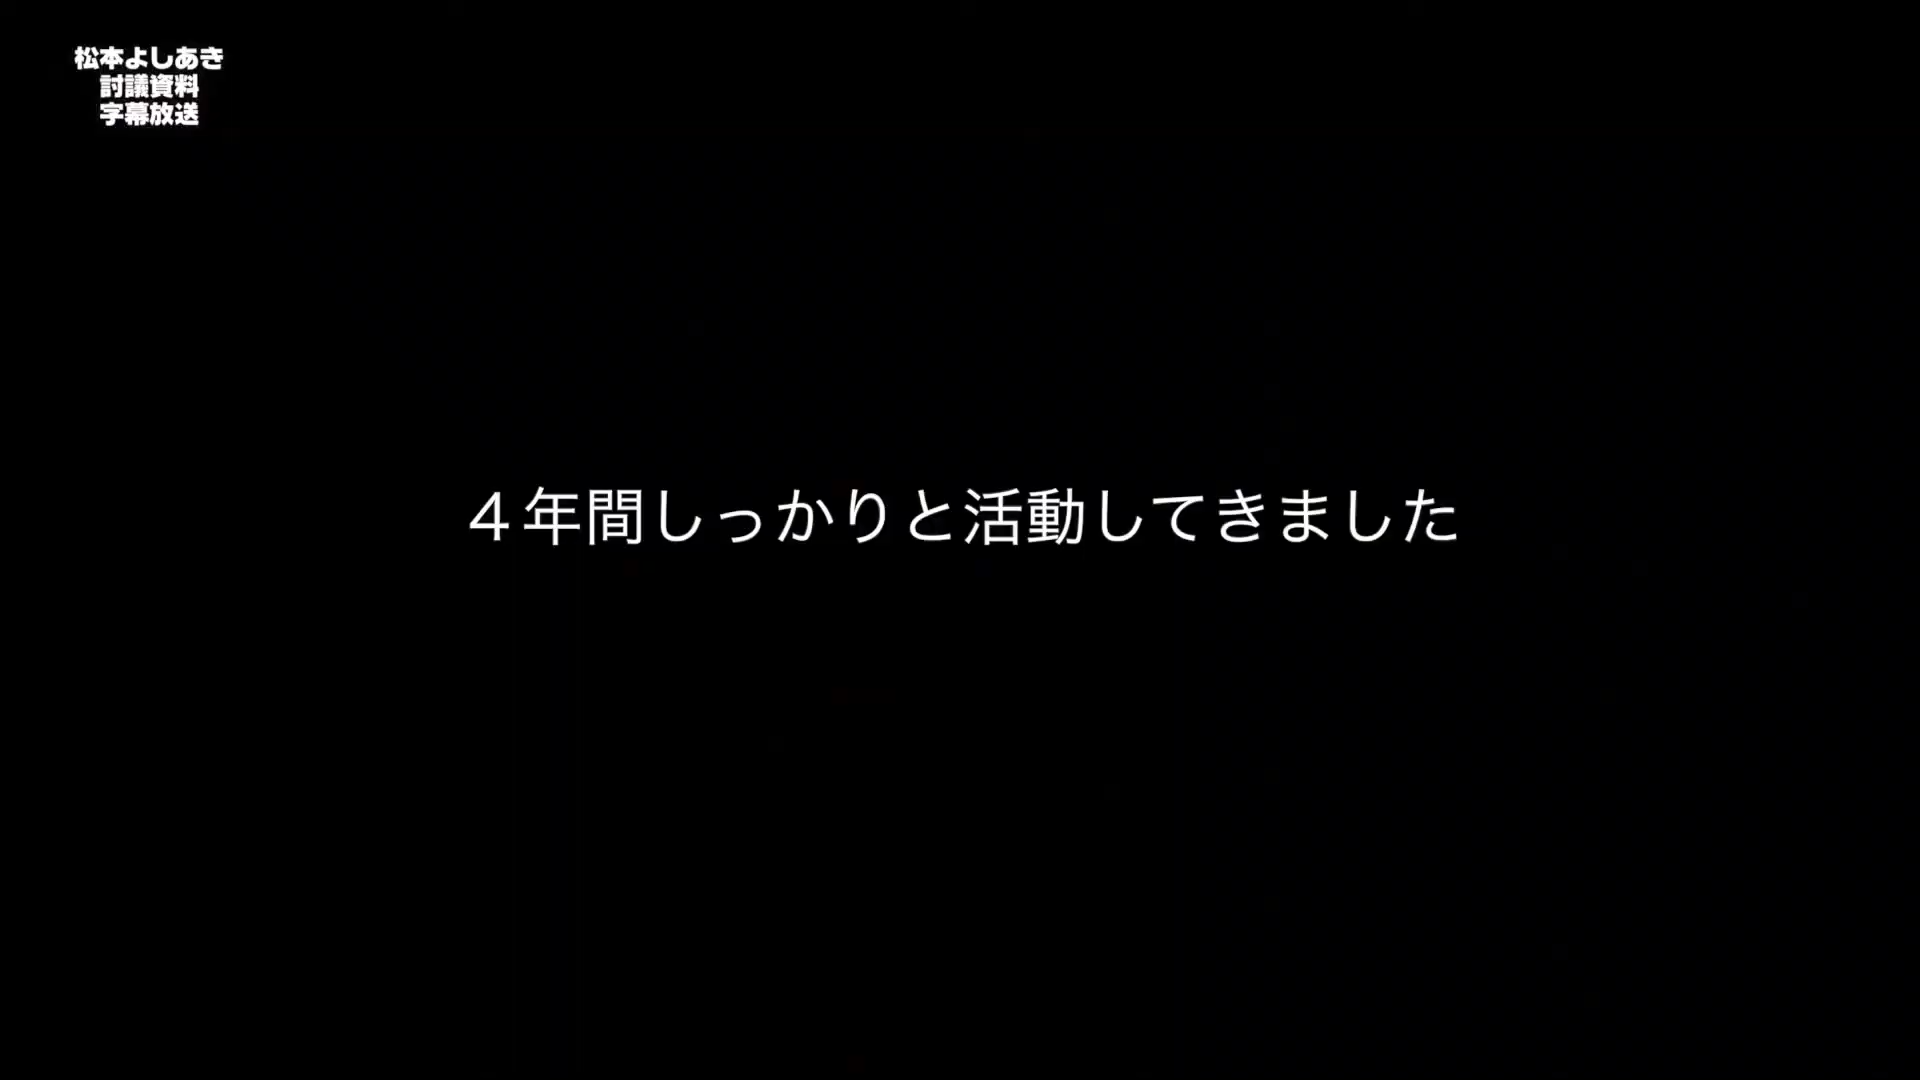 松本よしあき
討議資料
字幕放送
４年間しっかりと活動してきました